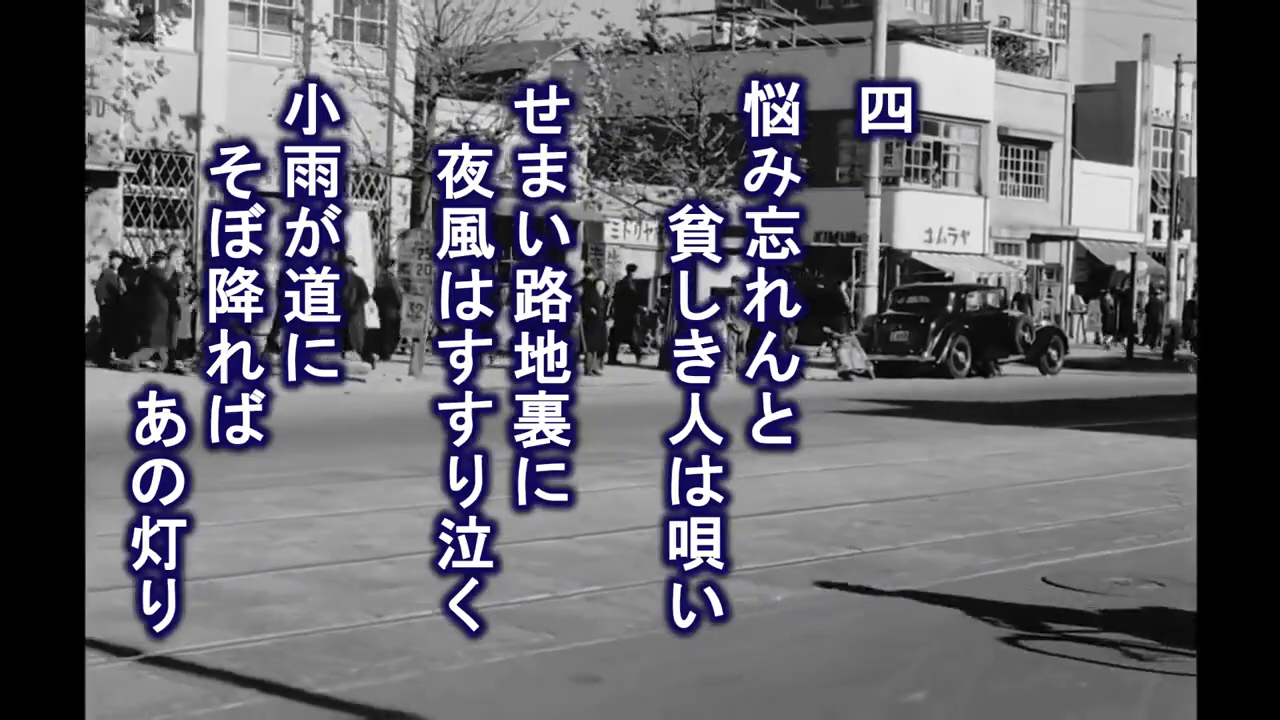 四
悩み忘れんと
貧しき人は唄い
せまい路地裏に
夜風はすすり泣く
小雨が道に
そぼ降れば
あの灯り
コムラヤ
ミドリヤ